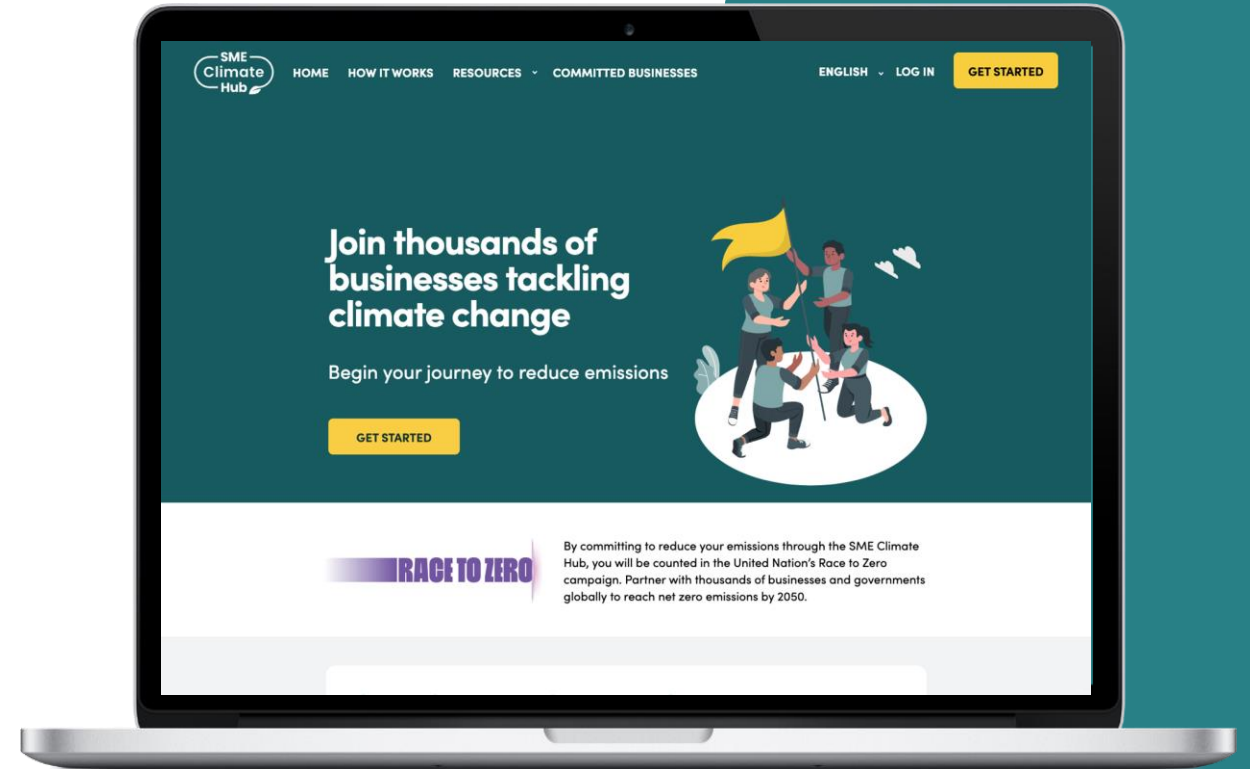 SME
Climate
Hub
HOME HOW IT WORKS RESOURCES COMMITTED BUSINESSES ENGLISH LOG IN GET STARTED
Join thousands of
businesses tackling
climate change
Begin your journey to reduce emissions
GET STARTED
RACE TO ZERO
By committing to reduce your emissions through the SME Climate
Hub, you will be counted in the United Nation's Race to Zero
campaign. Partner with thousands of businesses and governments
globally to reach net zero emissions by 2050.